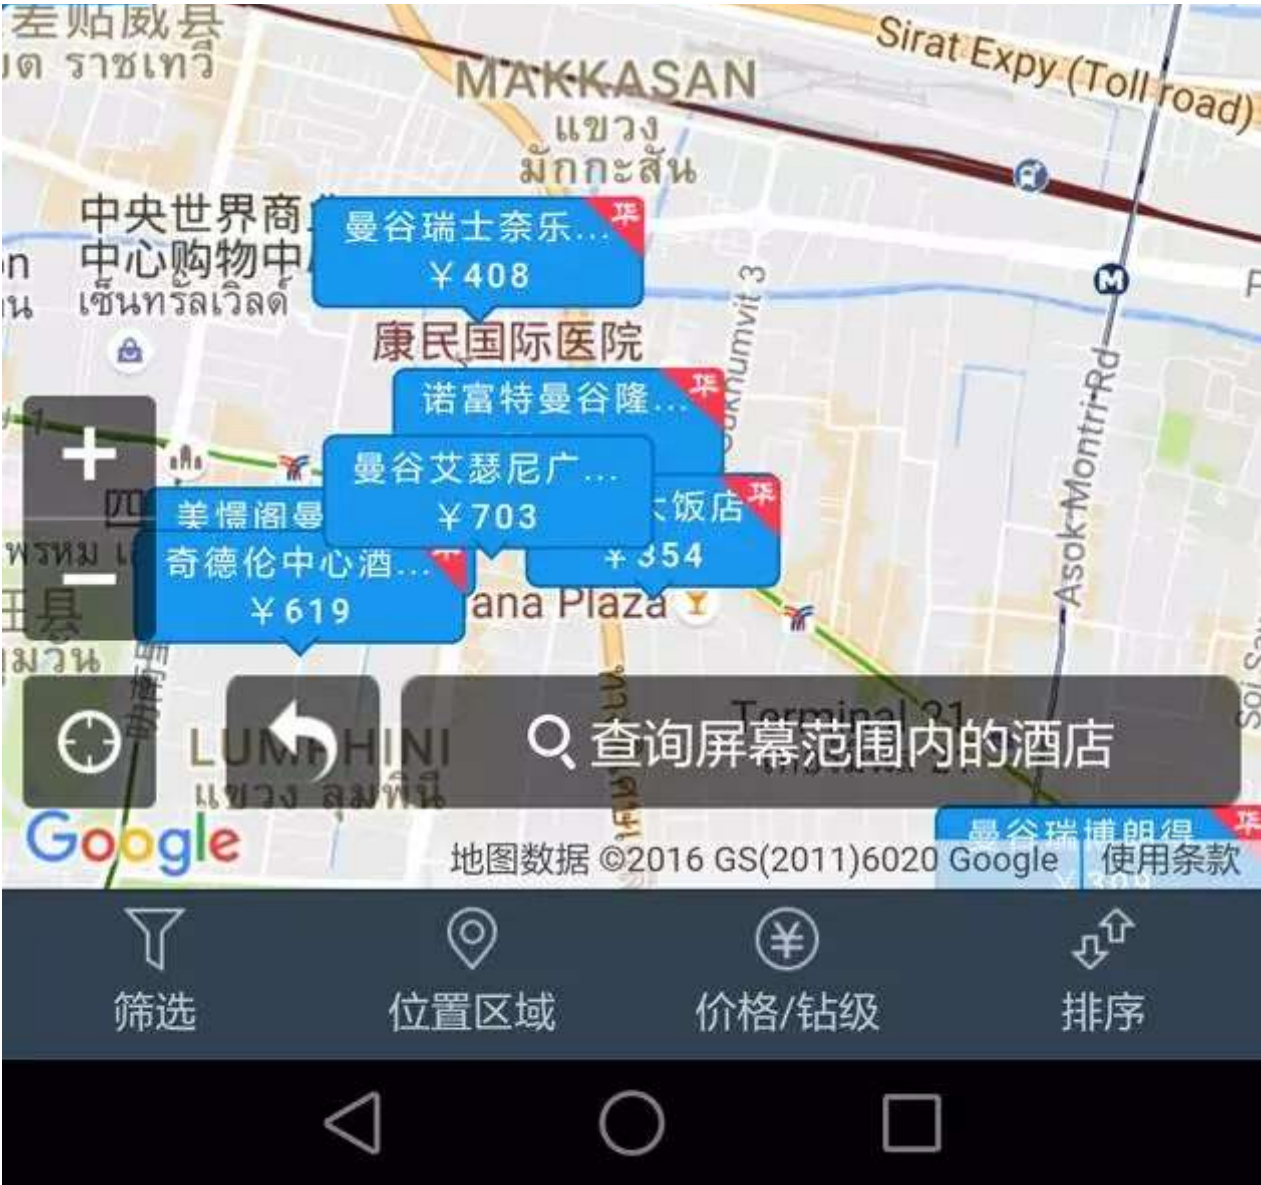 差贴威县
ราชเทวี
MAKKASAN
แขวง
มักกะสัน
Sirat Expy (Toll road)
中央世界商
中心购物中
เซ็นทรัลเวิลด์
曼谷瑞士奈乐...
华
¥408
康民国际医院
诺富特曼谷隆...
华
曼谷艾瑟尼广...
¥703
大饭店
华
¥354
美憬阁曼
奇德伦中心酒...
¥619
ana Plaza
Asok Montri Rd
M
Terminal 21
LUMPHINI
แขวง ลุมพินี
查询屏幕范围内的酒店
曼谷瑞博朗得
华
Google
地图数据 ©2016 GS(2011)6020 Google
使用条款
筛选
位置区域
价格/钻级
排序